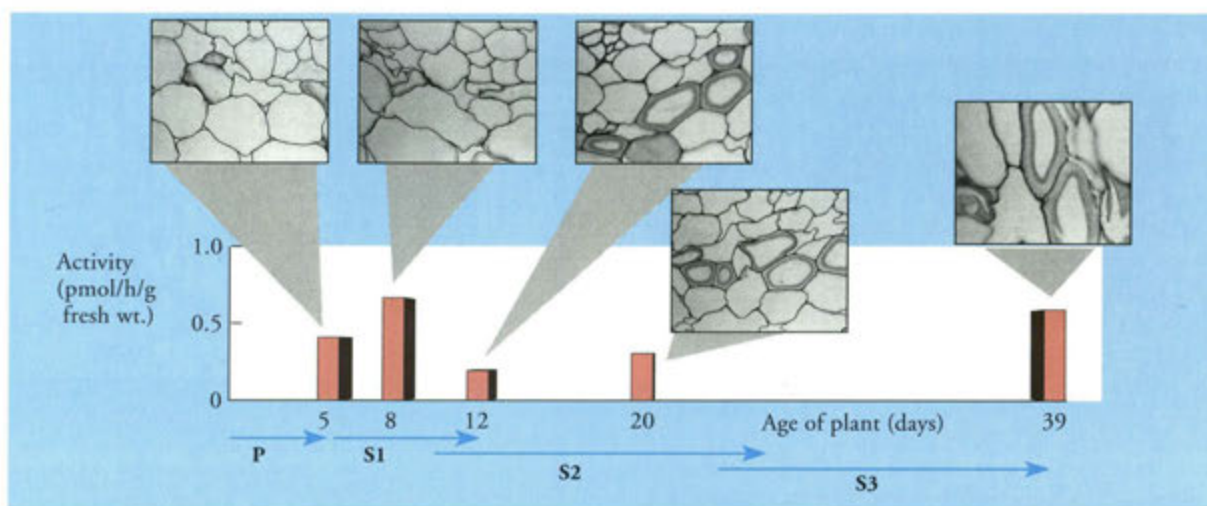 1.0
Activity
(pmol/h/g
fresh wt.)
0.5
0
5 8 12 20 Age of plant (days) 39
P S1 S2 S3